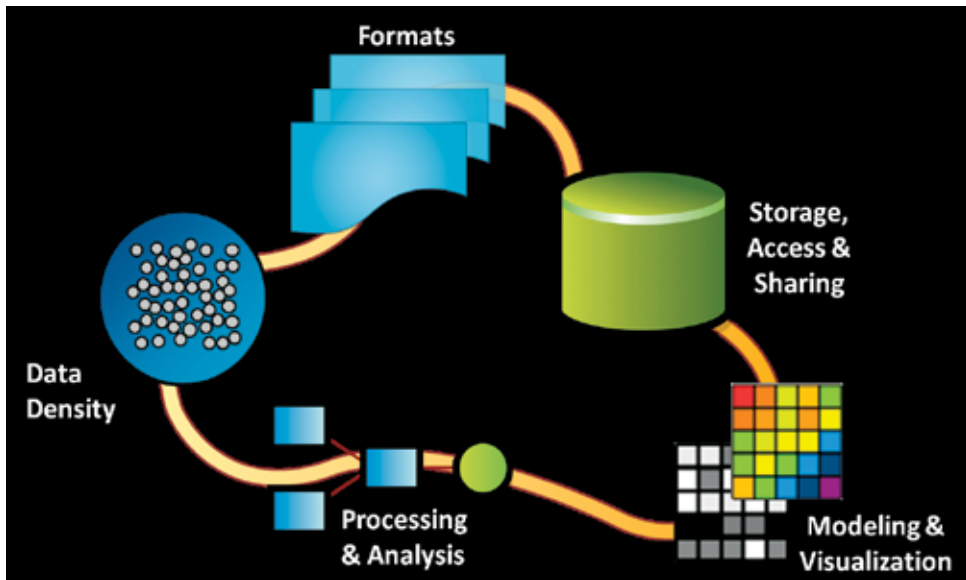 Formats
Storage,
Access &
Sharing
Data
Density
Processing
& Analysis
Modeling &
Visualization